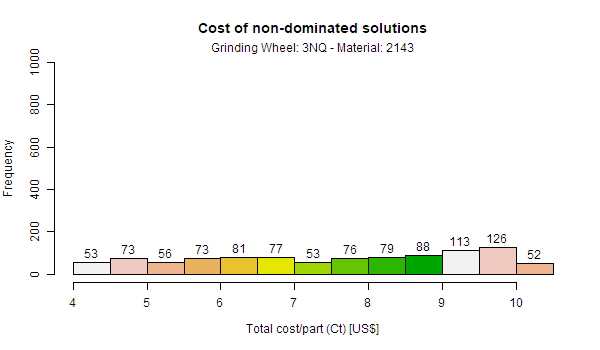 Cost of non-dominated solutions
Grinding Wheel: 3NQ - Material: 2143
Frequency
1000
800
600
400
200
0
53 73 56 73 81 77 53 76 79 88 113 126 52
4 5 6 7 8 9 10
Total cost/part (Ct) [US$]